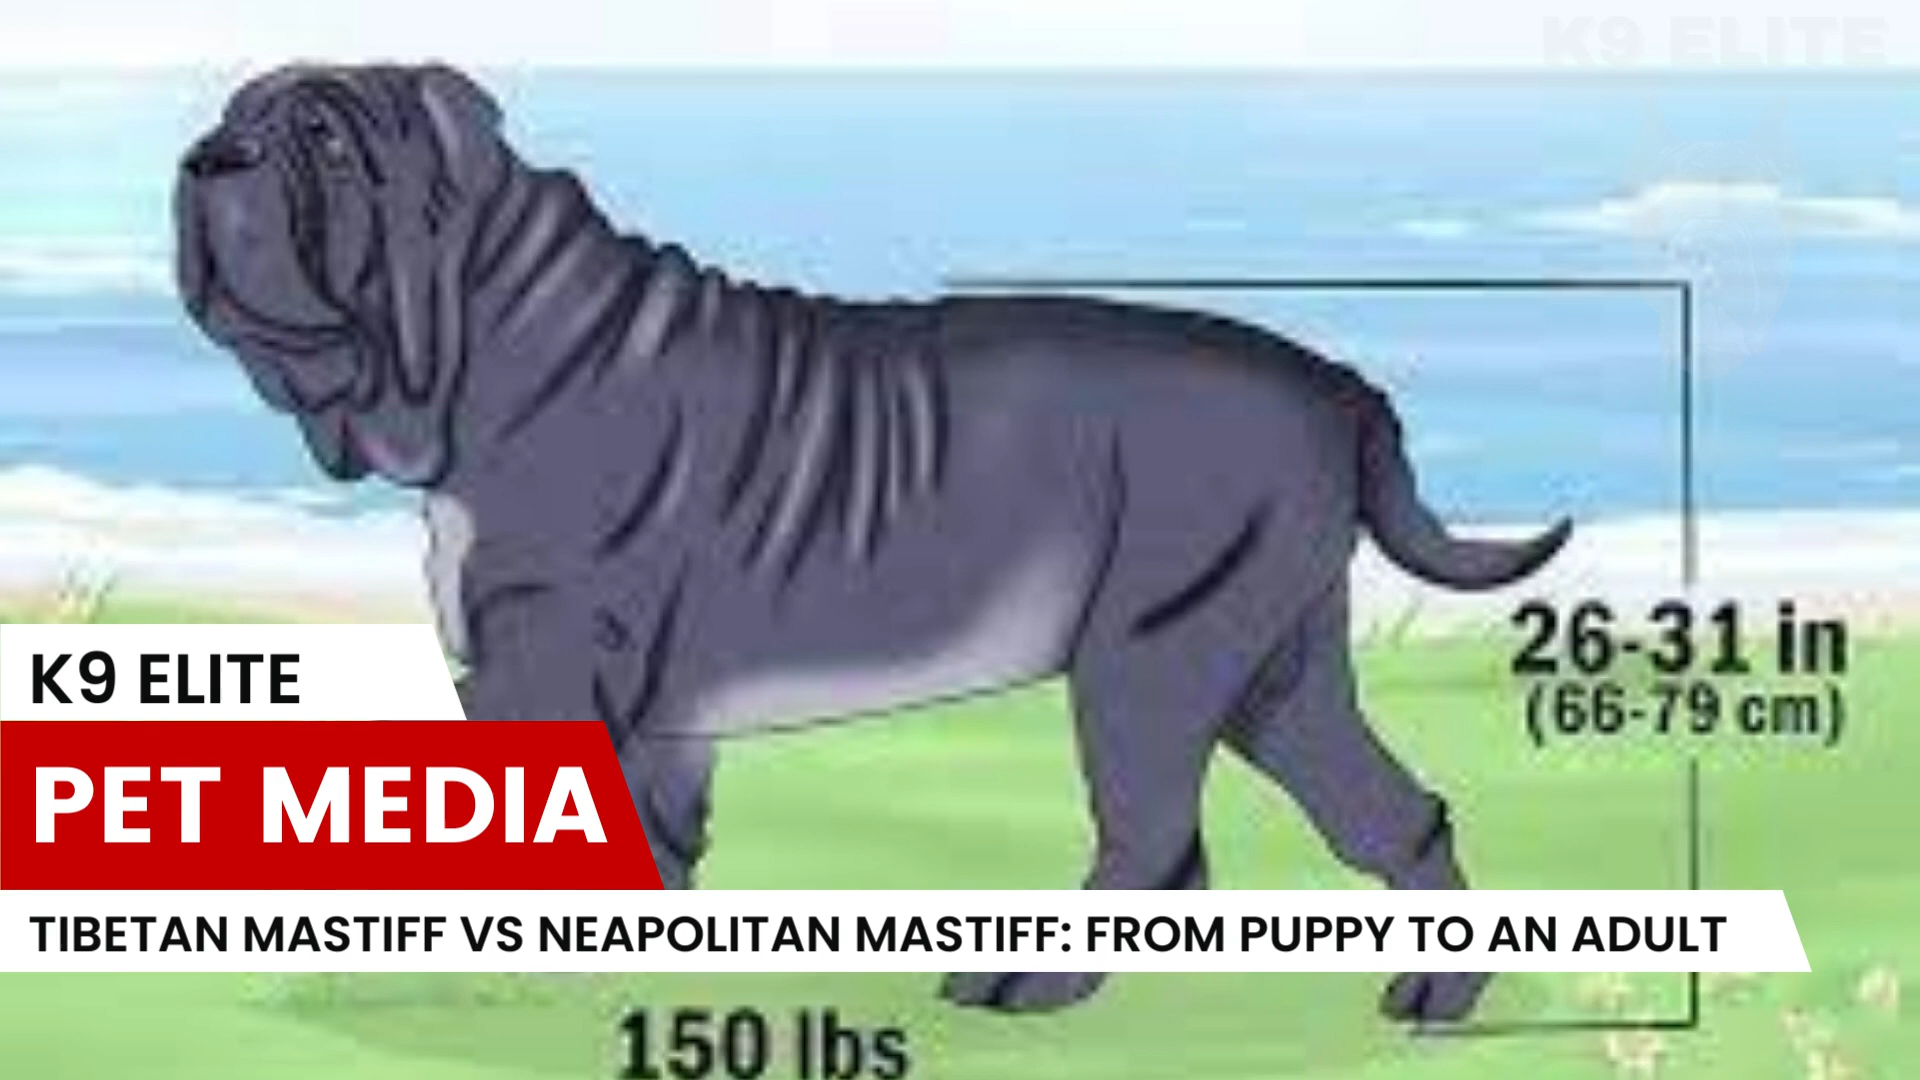 K9 ELITE
26-31 in
(66-79 cm)
K9 ELITE
PET MEDIA
TIBETAN MASTIFF VS NEAPOLITAN MASTIFF: FROM PUPPY TO AN ADULT
150 lbs